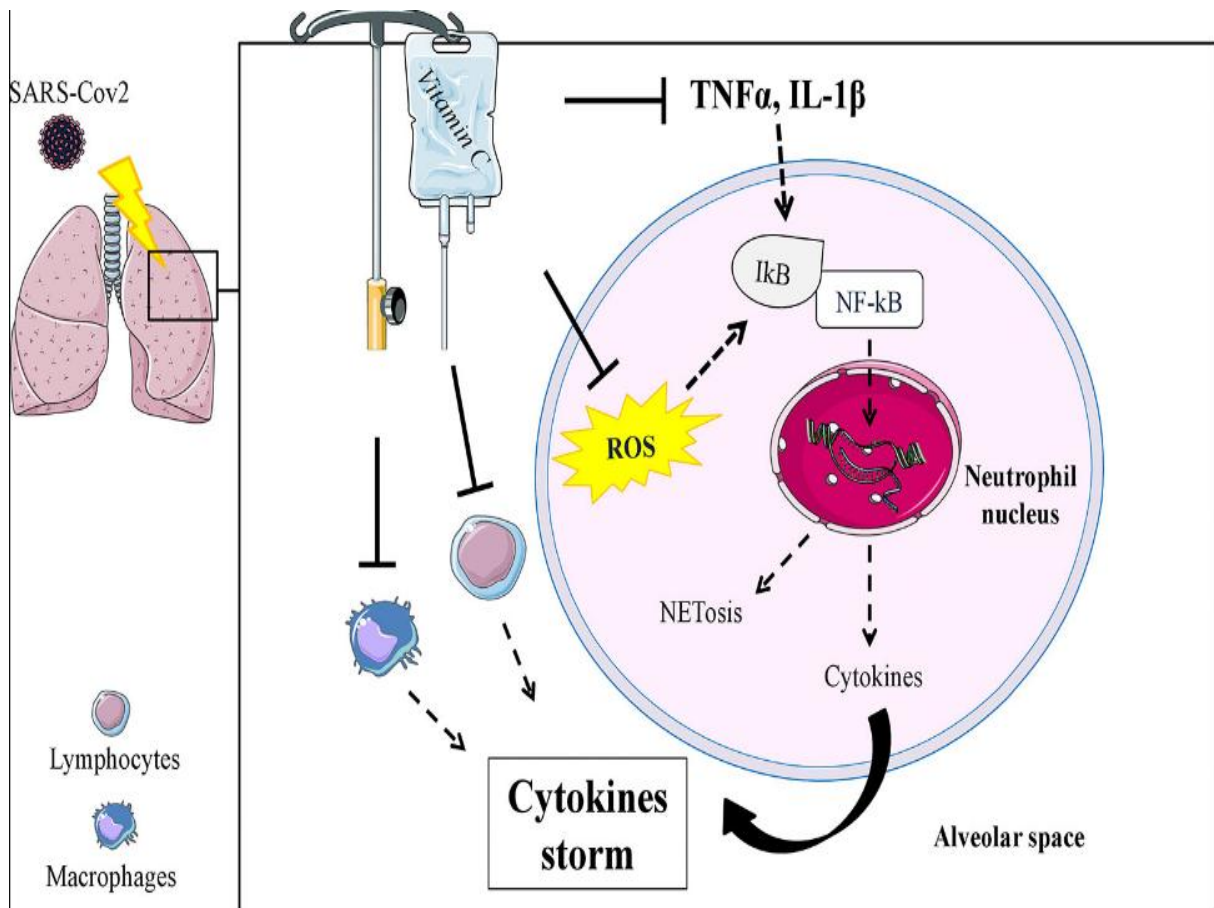 SARS-Cov2
Vitamin C
TNFα, IL-1β
IkB
NF-kB
ROS
Neutrophil
nucleus
NETosis
Cytokines
Lymphocytes
Macrophages
Cytokines
storm
Alveolar space